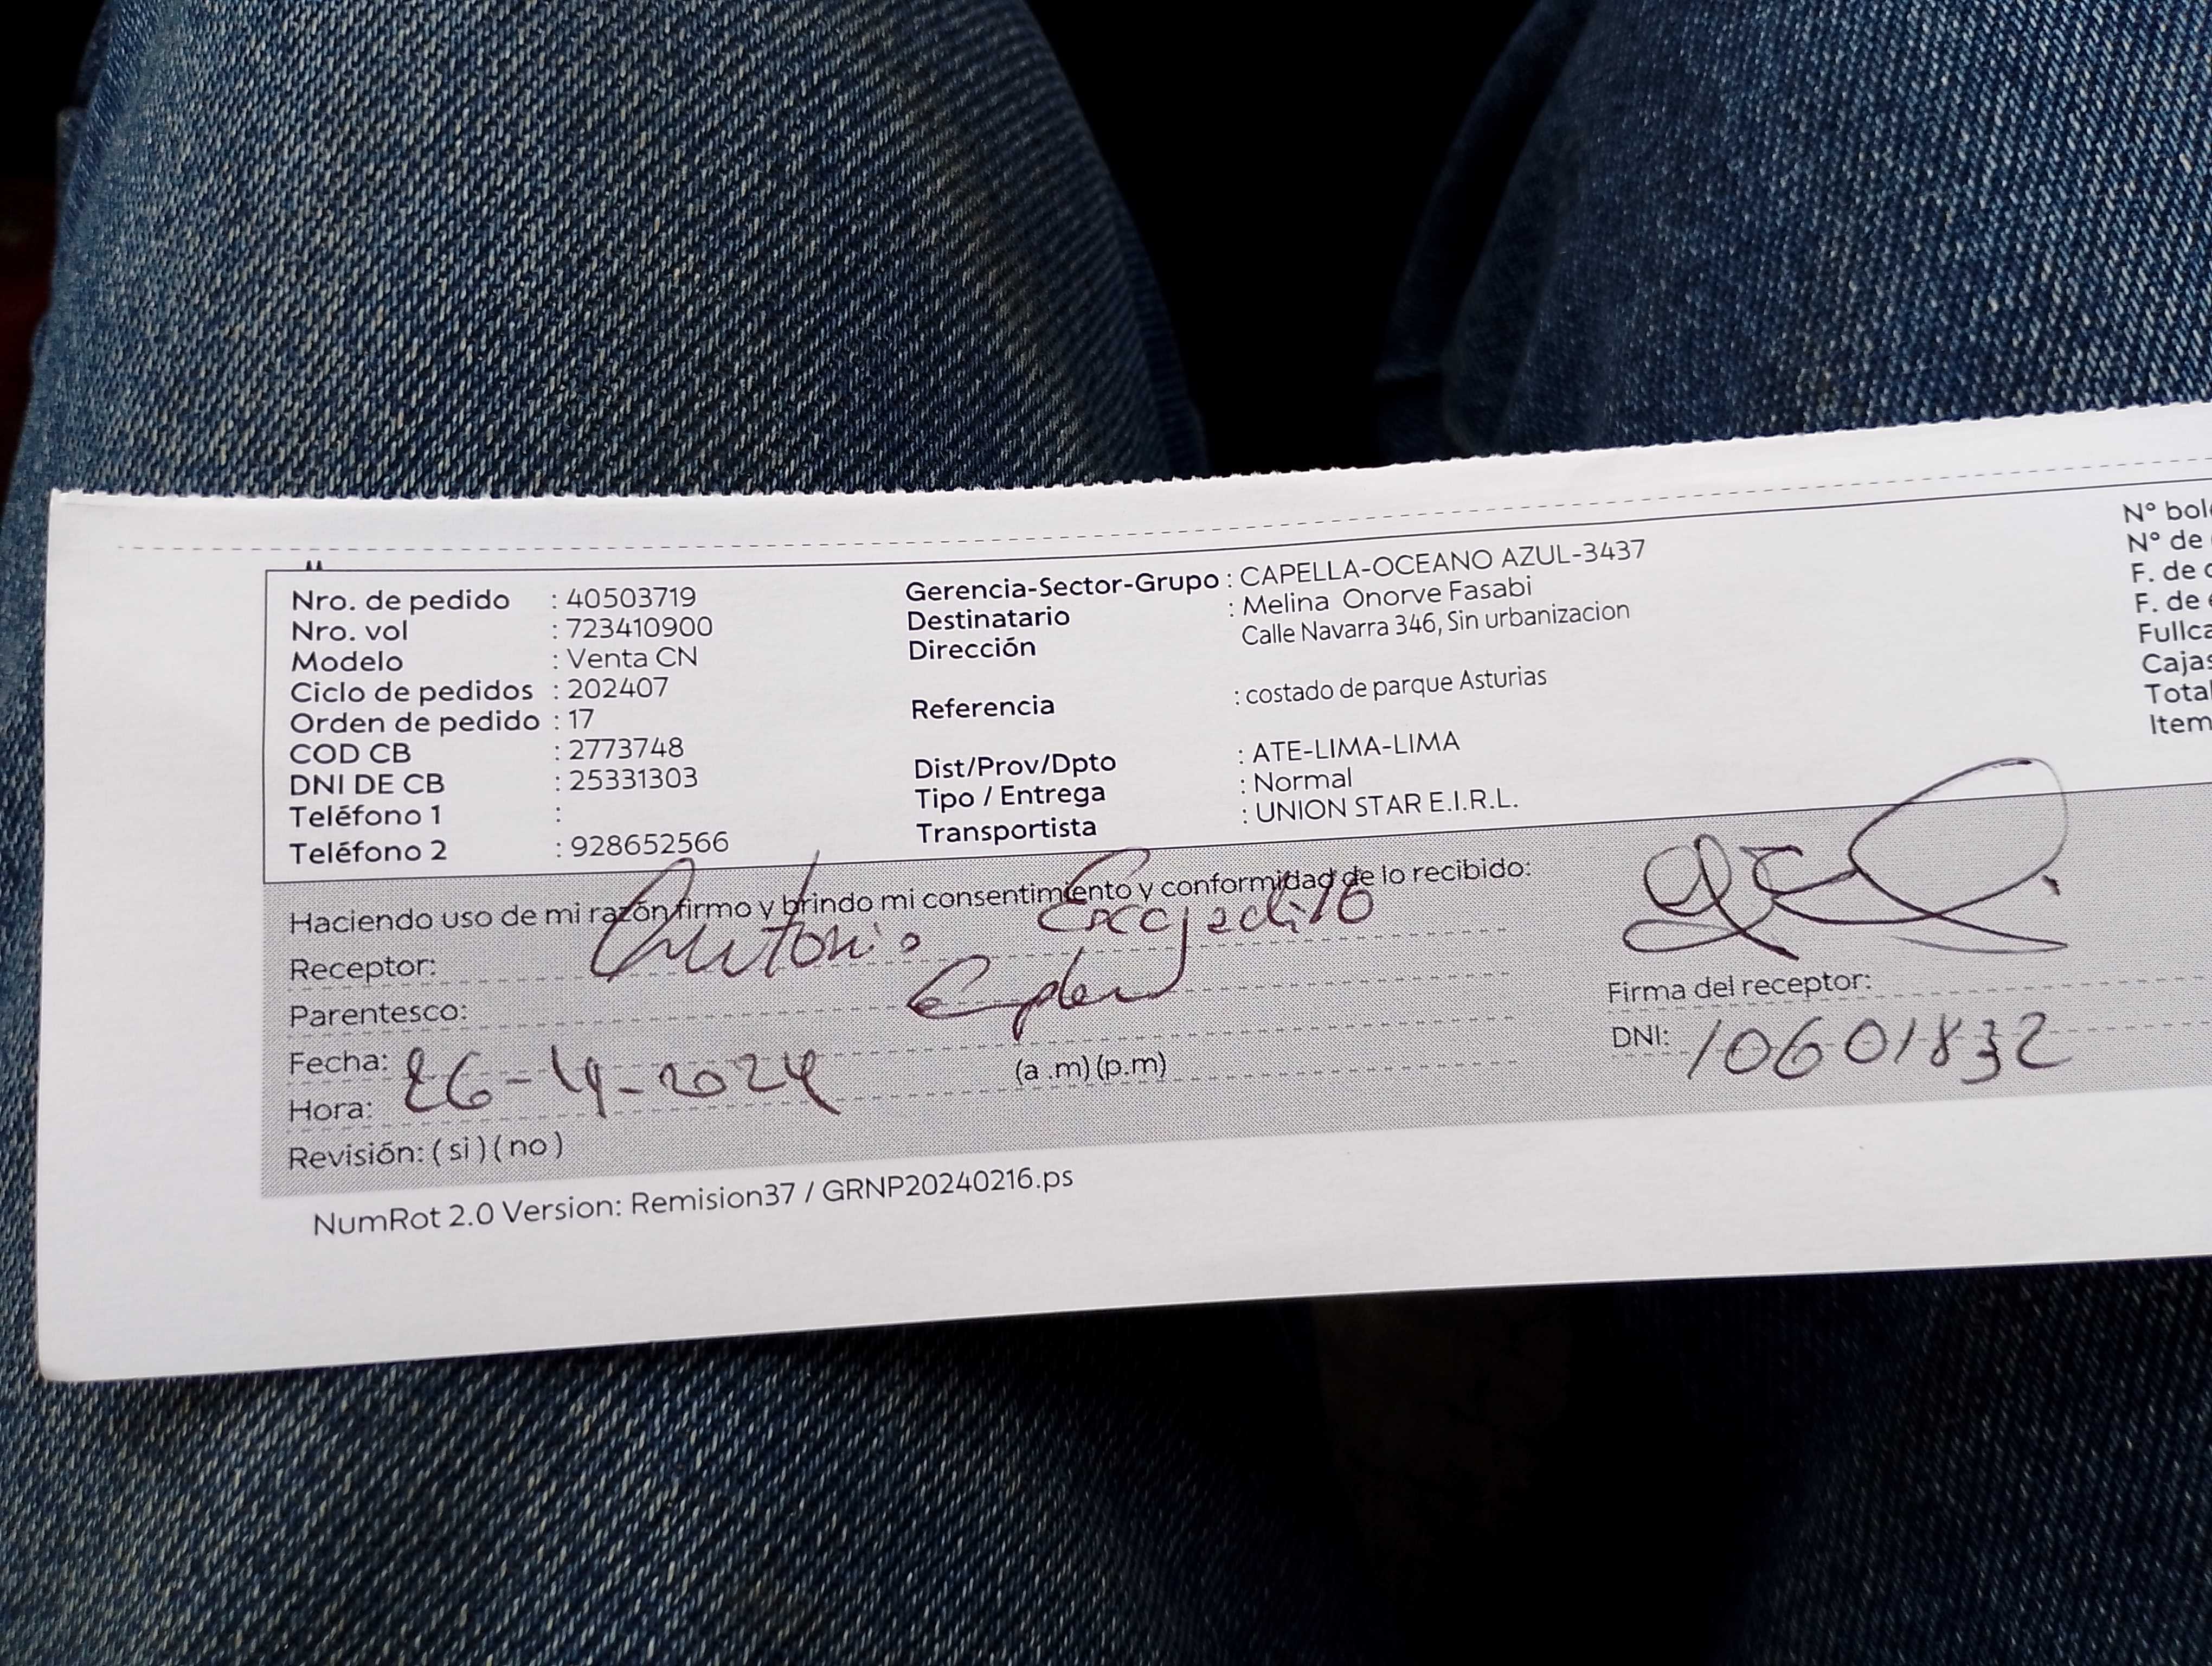 Nro. de pedido : 40503719
Nro. vol : 723410900
Modelo : Venta CN
Ciclo de pedidos : 202407
Orden de pedido : 17
COD CB : 2773748
DNI DE CB : 25331303
Teléfono 1 :
Teléfono 2 : 928652566
Gerencia-Sector-Grupo : CAPELLA-OCEANO AZUL-3437
Destinatario : Melina Onorve Fasabi
Dirección Calle Navarra 346, Sin urbanizacion
Referencia : costado de parque Asturias
Dist/Prov/Dpto : ATE-LIMA-LIMA
Tipo / Entrega : Normal
Transportista : UNION STAR E.I.R.L.
N° bol
N° de
F. de
F. de
Fullc
Cajas
Total
Item
Haciendo uso de mi razón firmo y brindo mi consentimiento y conformidad de lo recibido:
Receptor: Antonio
Parentesco:
Fecha: 26-14-2024
Hora: (a .m) (p.m)
Revisión: ( si ) ( no )
Firma del receptor:
DNI: 10601832
NumRot 2.0 Version: Remision37 / GRNP20240216.ps